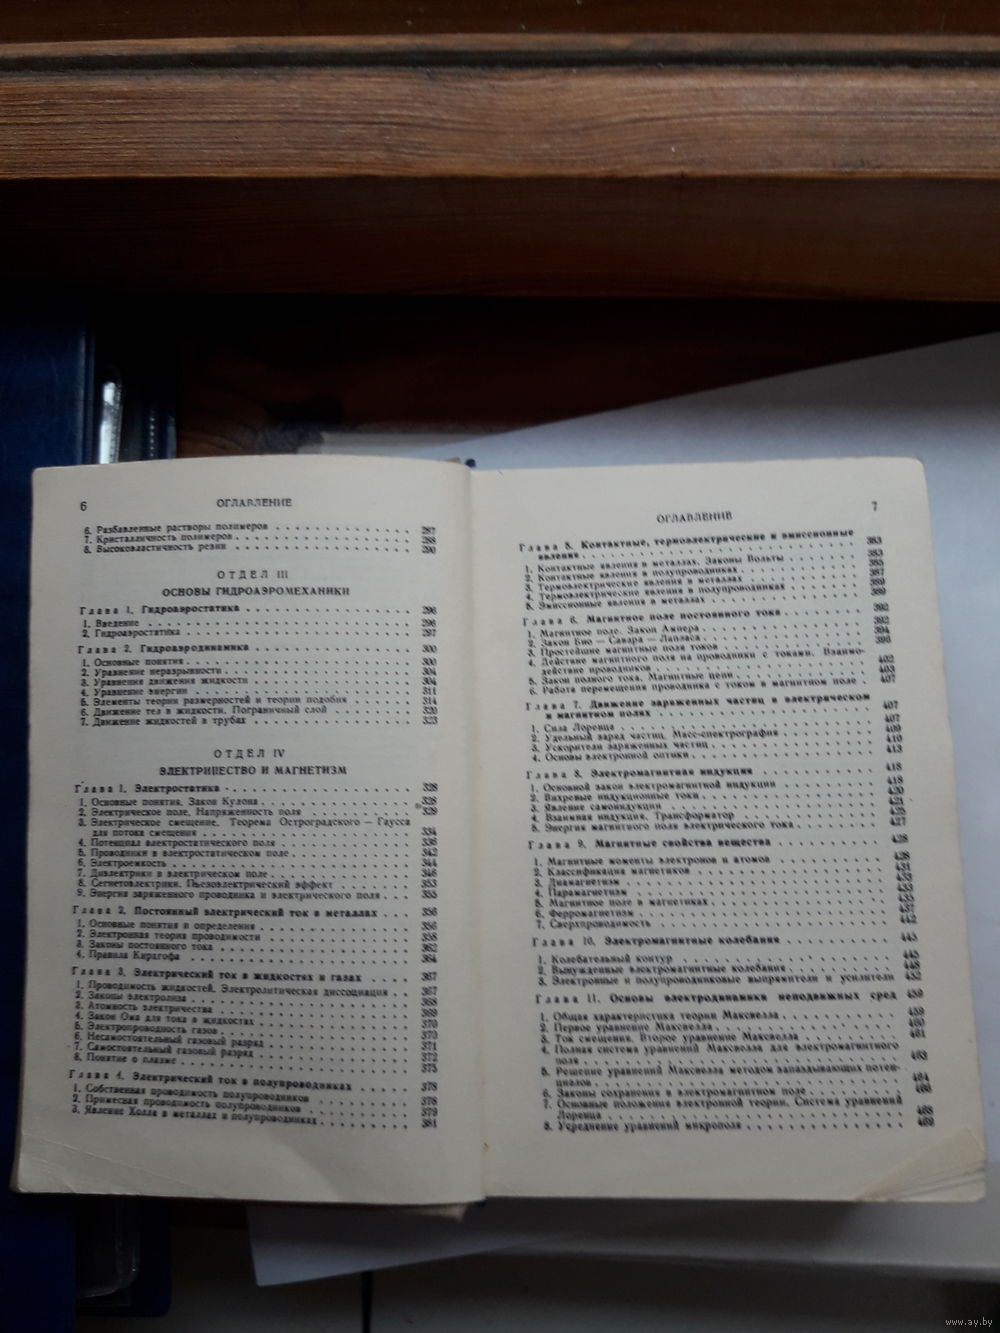 6 ОГЛАВЛЕНИЕ
6. Разбавленные растворы полимеров 287
7. Кристалличность полимеров 288
8. Высокоэластичность резин 290
ОТДЕЛ III
ОСНОВЫ ГИДРОАЭРОМЕХАНИКИ
Глава 1. Гидроаэростатика 296
1. Введение 296
2. Гидроаэростатика 297
Глава 2. Гидроаэродинамика 300
1. Основные понятия 300
2. Уравнение неразрывности 304
3. Уравнения движения жидкости 304
4. Уравнение энергии 311
5. Элементы теории размерностей и теории подобия 314
6. Движение тел в жидкости. Пограничный слой 320
7. Движение жидкостей в трубах 323
ОТДЕЛ IV
ЭЛЕКТРИЧЕСТВО И МАГНЕТИЗМ
Глава 1. Электростатика 328
1. Основные понятия. Закон Кулона 328
2. Электрическое поле. Напряженность поля 329
3. Электрическое смещение. Теорема Остроградского — Гаусса
для потока смещения 334
4. Потенциал электростатического поля 336
5. Проводники в электростатическом поле 342
6. Электроемкость 344
7. Диэлектрики в электрическом поле 346
8. Сегнетоэлектрики. Пьезоэлектрический эффект 353
9. Энергия заряженного проводника и электрического поля 355
Глава 2. Постоянный электрический ток в металлах 356
1. Основные понятия и определения 356
2. Электронная теория проводимости 358
3. Законы постоянного тока 362
4. Правила Кирхгофа 364
Глава 3. Электрический ток в жидкостях и газах 367
1. Проводимость жидкостей. Электролитическая диссоциация 367
2. Законы электролиза 368
3. Атомность электричества 369
4. Закон Ома для тока в жидкостях 370
5. Электропроводность газов 370
6. Несамостоятельный газовый разряд 371
7. Самостоятельный газовый разряд 372
8. Понятие о плазме 375
Глава 4. Электрический ток в полупроводниках 378
1. Собственная проводимость полупроводников 378
2. Примесная проводимость полупроводников 379
3. Явление Холла в металлах и полупроводниках 381
ОГЛАВЛЕНИЕ 7
Глава 5. Контактные, термоэлектрические и эмиссионные
явления 383
1. Контактные явления в металлах. Законы Вольты 383
2. Контактные явления в полупроводниках 385
3. Термоэлектрические явления в металлах 387
4. Термоэлектрические явления в полупроводниках 389
5. Эмиссионные явления в металлах 389
Глава 6. Магнитное поле постоянного тока 392
1. Магнитное поле. Закон Ампера 392
2. Закон Био — Савара — Лапласа 394
3. Простейшие магнитные поля токов 395
4. Действие магнитного поля на проводники с токами. Взаимо-
действие проводников 402
5. Закон полного тока. Магнитные цепи 403
6. Работа перемещения проводника с током в магнитном поле 407
Глава 7. Движение заряженных частиц в электрическом
и магнитном полях 407
1. Сила Лоренца 407
2. Удельный заряд частиц. Масс-спектрография 409
3. Ускорители заряженных частиц 410
4. Основы электронной оптики 413
Глава 8. Электромагнитная индукция 418
1. Основной закон электромагнитной индукции 418
2. Вихревые индукционные токи 420
3. Явление самоиндукции 421
4. Взаимная индукция. Трансформатор 425
5. Энергия магнитного поля электрического тока 427
Глава 9. Магнитные свойства вещества 428
1. Магнитные моменты электронов и атомов 428
2. Классификация магнетиков 431
3. Диамагнетизм 433
4. Парамагнетизм 433
5. Магнитное поле в магнетиках 435
6. Ферромагнетизм 437
7. Сверхпроводимость 442
Глава 10. Электромагнитные колебания 445
1. Колебательный контур 445
2. Вынужденные электромагнитные колебания 448
3. Электронные и полупроводниковые выпрямители и усилители 452
Глава 11. Основы электродинамики неподвижных сред 459
1. Общая характеристика теории Максвелла 459
2. Первое уравнение Максвелла 460
3. Ток смещения. Второе уравнение Максвелла 461
4. Полная система уравнений Максвелла для электромагнитного
поля 463
5. Решение уравнений Максвелла методом запаздывающих потен-
циалов 464
6. Законы сохранения в электромагнитном поле 466
7. Основные положения электронной теории. Система уравнений
Лоренца 468
8. Усреднение уравнений микрополя 469
www.ay.by